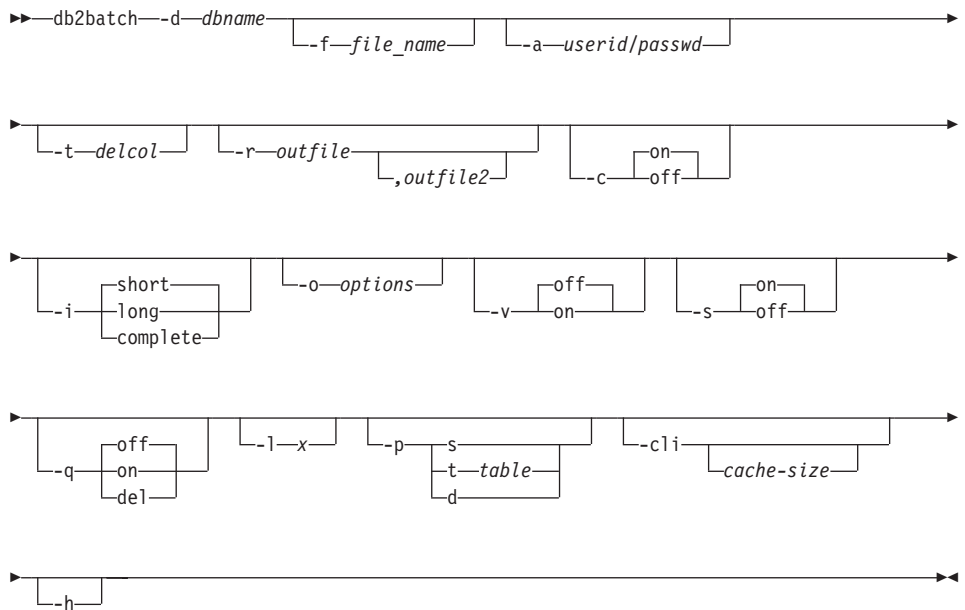 db2batch -d dbname
-f file_name -a userid/passwd
-t delcol -r outfile on
,outfile2 -c off
short -o options off on
-i long -v on -s off
complete
off -l x -p s -cli
-q on t table cache-size
del d
-h